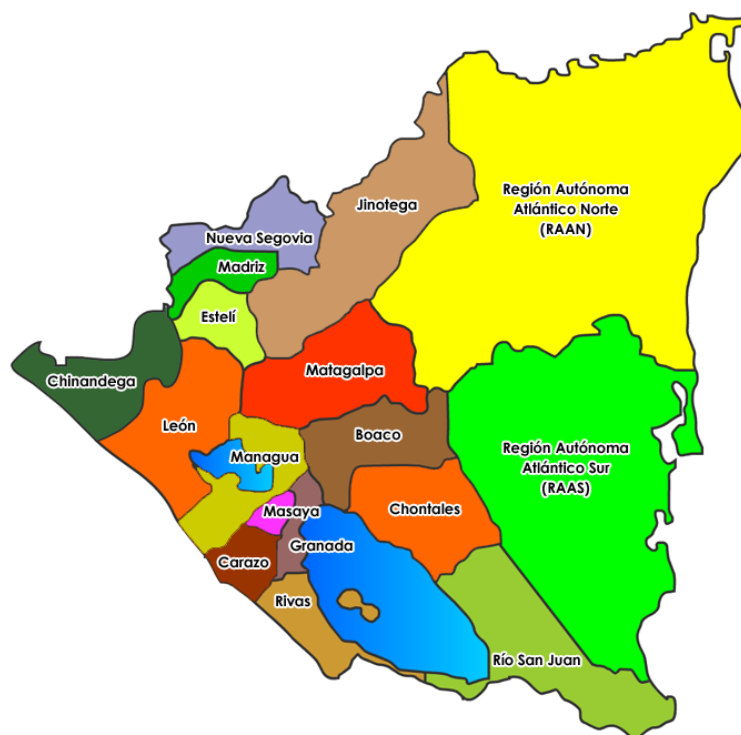 Región Autónoma
Atlántico Norte
(RAAN)
Jinotega
Nueva Segovia
Madriz
Estelí
Chinandega
Matagalpa
León
Boaco
Managua
Región Autónoma
Atlántico Sur
(RAAS)
Chontales
Masaya
Granada
Carazo
Rivas
Río San Juan